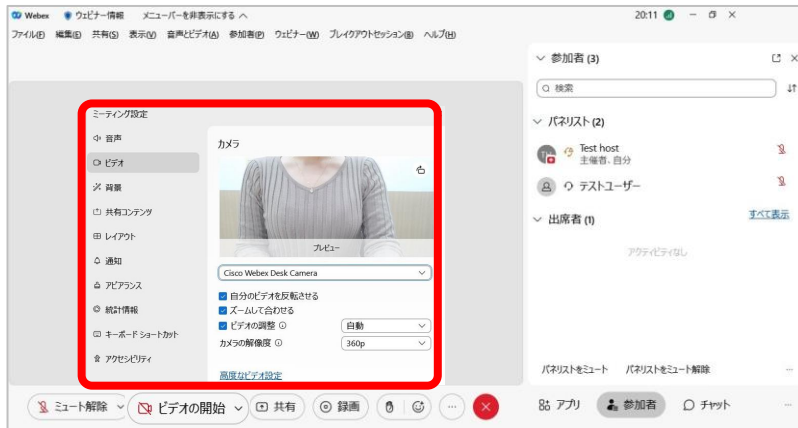 Webex ウェビナー情報 メニューバーを非表示にする 20:11
ファイル(F) 編集(E) 共有(S) 表示(V) 音声とビデオ(A) 参加者(P) ウェビナー(W) ブレイクアウトセッション(B) ヘルプ(H)
ミーティング設定
音声
ビデオ
背景
共有コンテンツ
レイアウト
通知
アピアランス
統計情報
キーボード ショートカット
アクセシビリティ
カメラ
プレビュー
Cisco Webex Desk Camera
自分のビデオを反転させる
ズームして合わせる
ビデオの調整 自動
カメラの解像度 360p
高度なビデオ設定
参加者 (3)
検索
パネリスト (2)
Test host
主催者、自分
テストユーザー
出席者 (1) すべて表示
アクティビティなし
パネリストをミュート パネリストをミュート解除
ミュート解除 ビデオの開始 共有 録画 アプリ 参加者 チャット